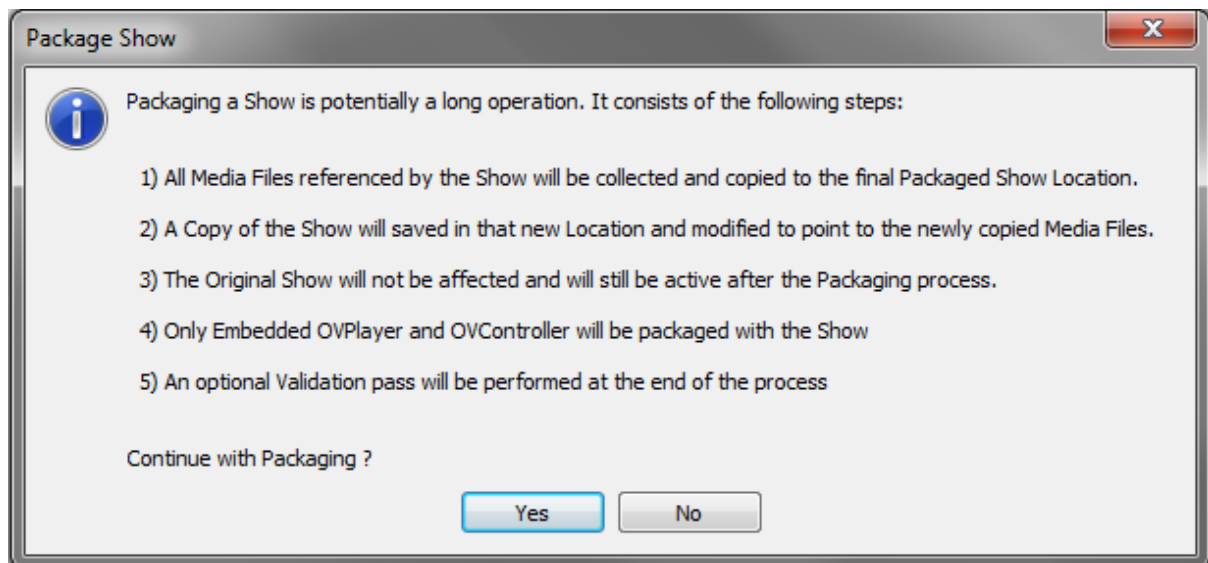 Package Show
Packaging a Show is potentially a long operation. It consists of the following steps:
1) All Media Files referenced by the Show will be collected and copied to the final Packaged Show Location.
2) A Copy of the Show will saved in that new Location and modified to point to the newly copied Media Files.
3) The Original Show will not be affected and will still be active after the Packaging process.
4) Only Embedded OVPlayer and OVController will be packaged with the Show
5) An optional Validation pass will be performed at the end of the process
Continue with Packaging ?
Yes No